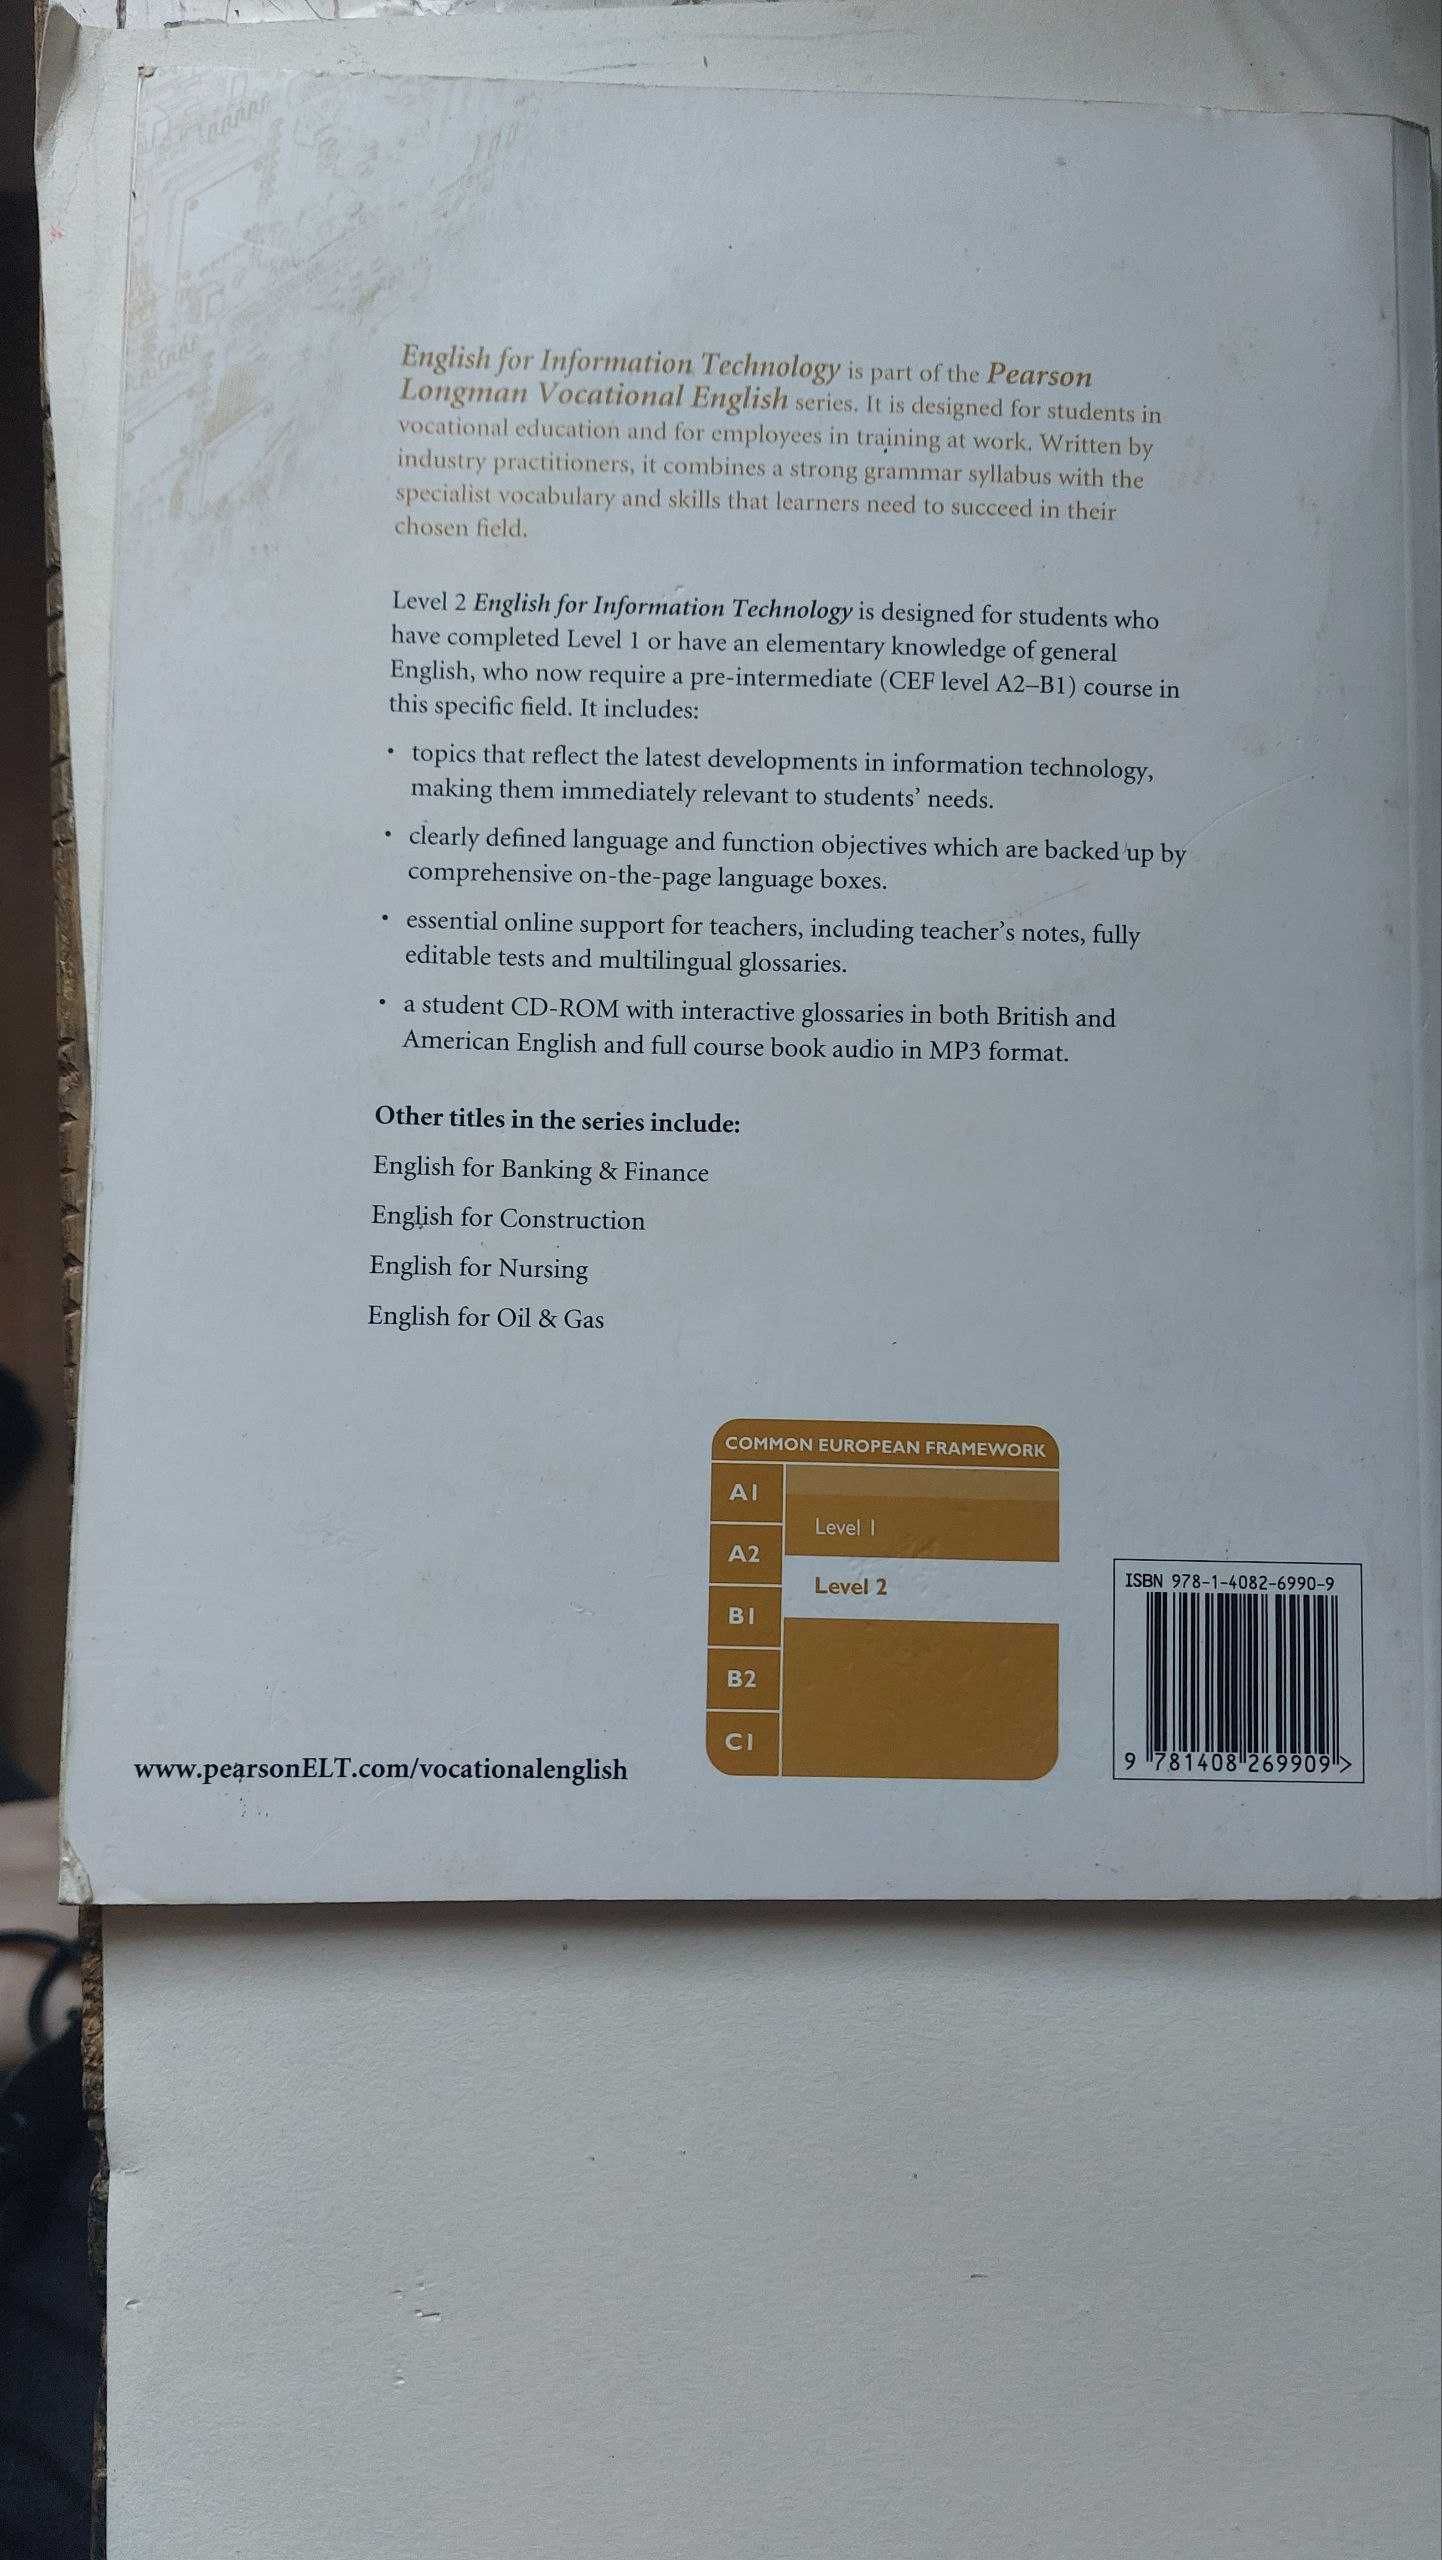 English for Information Technology is part of the Pearson
Longman Vocational English series. It is designed for students in
vocational education and for employees in training at work. Written by
industry practitioners, it combines a strong grammar syllabus with the
specialist vocabulary and skills that learners need to succeed in their
chosen field.
Level 2 English for Information Technology is designed for students who
have completed Level 1 or have an elementary knowledge of general
English, who now require a pre-intermediate (CEF level A2–B1) course in
this specific field. It includes:
• topics that reflect the latest developments in information technology,
making them immediately relevant to students’ needs.
• clearly defined language and function objectives which are backed up by
comprehensive on-the-page language boxes.
• essential online support for teachers, including teacher’s notes, fully
editable tests and multilingual glossaries.
• a student CD-ROM with interactive glossaries in both British and
American English and full course book audio in MP3 format.
Other titles in the series include:
English for Banking & Finance
English for Construction
English for Nursing
English for Oil & Gas
COMMON EUROPEAN FRAMEWORK
A1
Level 1
A2
Level 2
B1
B2
C1
www.pearsonELT.com/vocationalenglish
ISBN 978-1-4082-6990-9
9 781408 269909 >